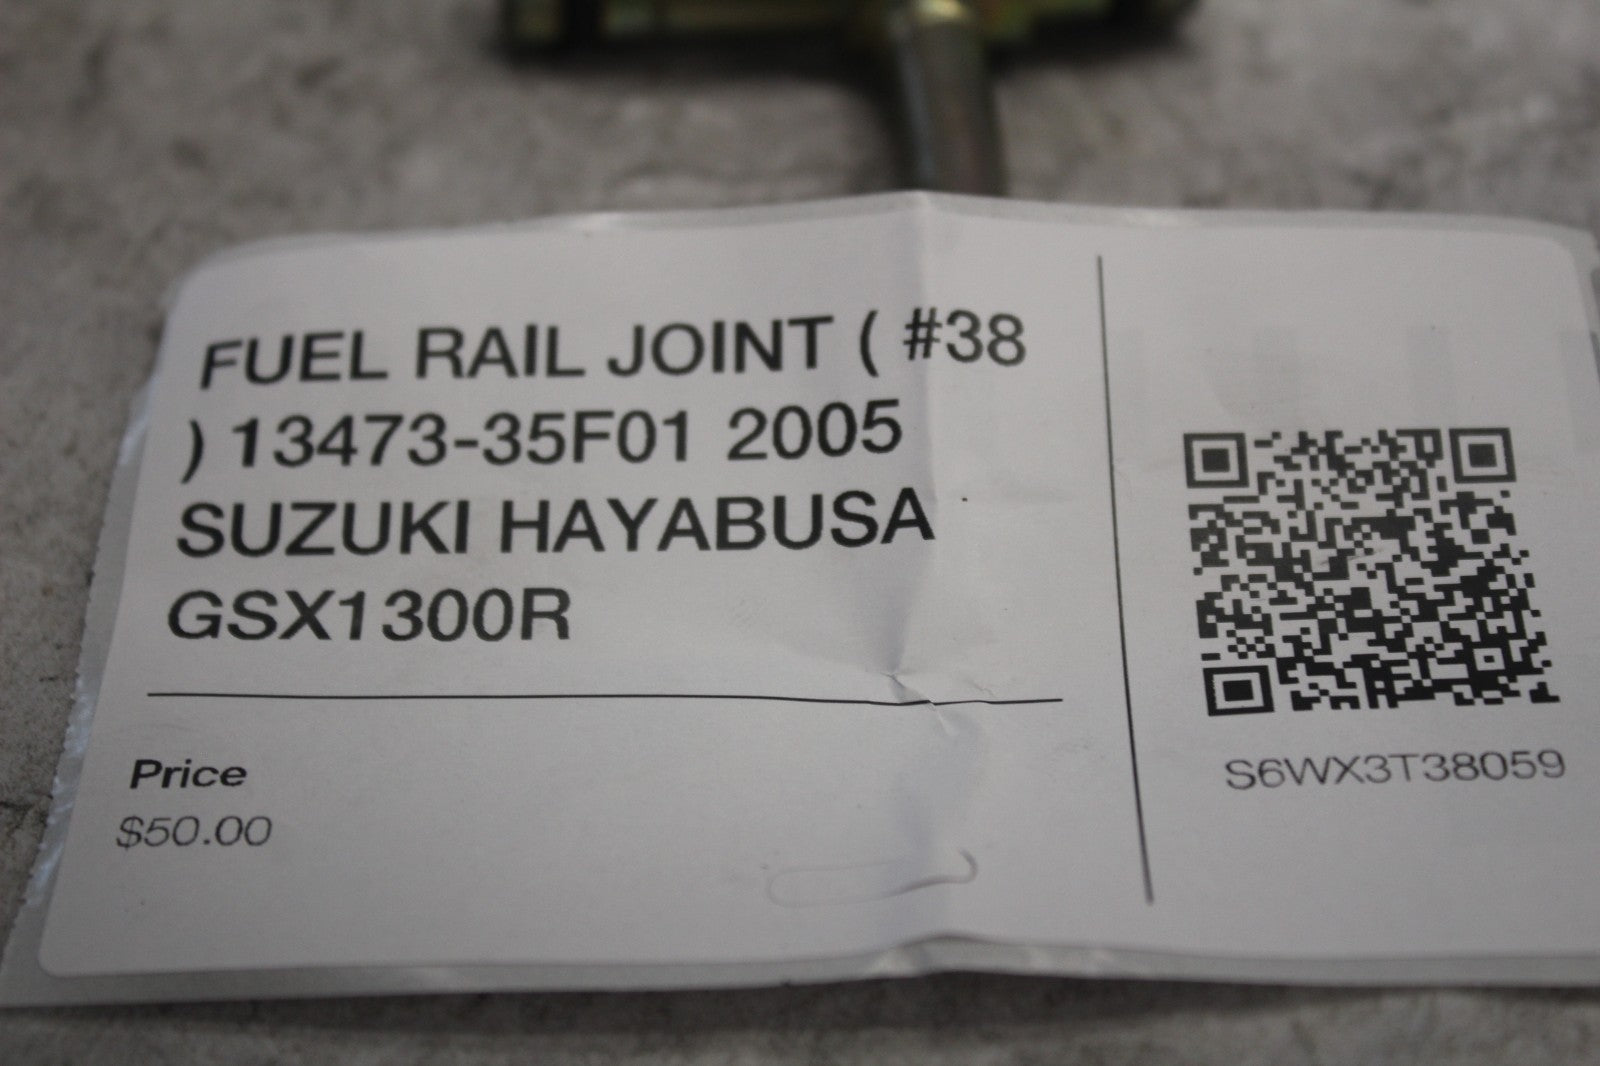 FUEL RAIL JOINT ( #38
) 13473-35F01 2005
SUZUKI HAYABUSA
GSX1300R
Price
$50.00
S6WX3T38059